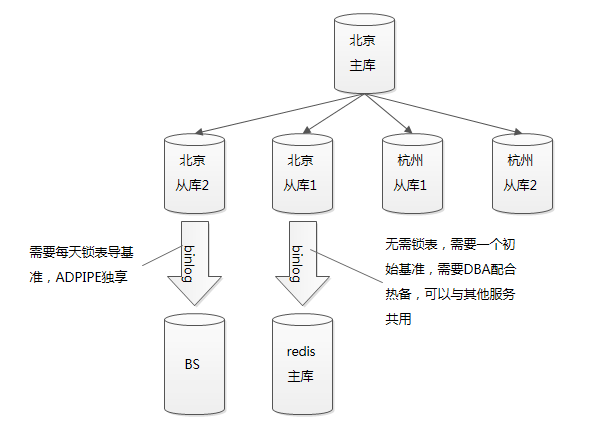 北京
主库
北京
从库2
北京
从库1
杭州
从库1
杭州
从库2
需要每天锁表导基
准，ADPIPE独享
binlog
binlog
无需锁表，需要一个初
始基准，需要DBA配合
热备，可以与其他服务
共用
BS
redis
主库